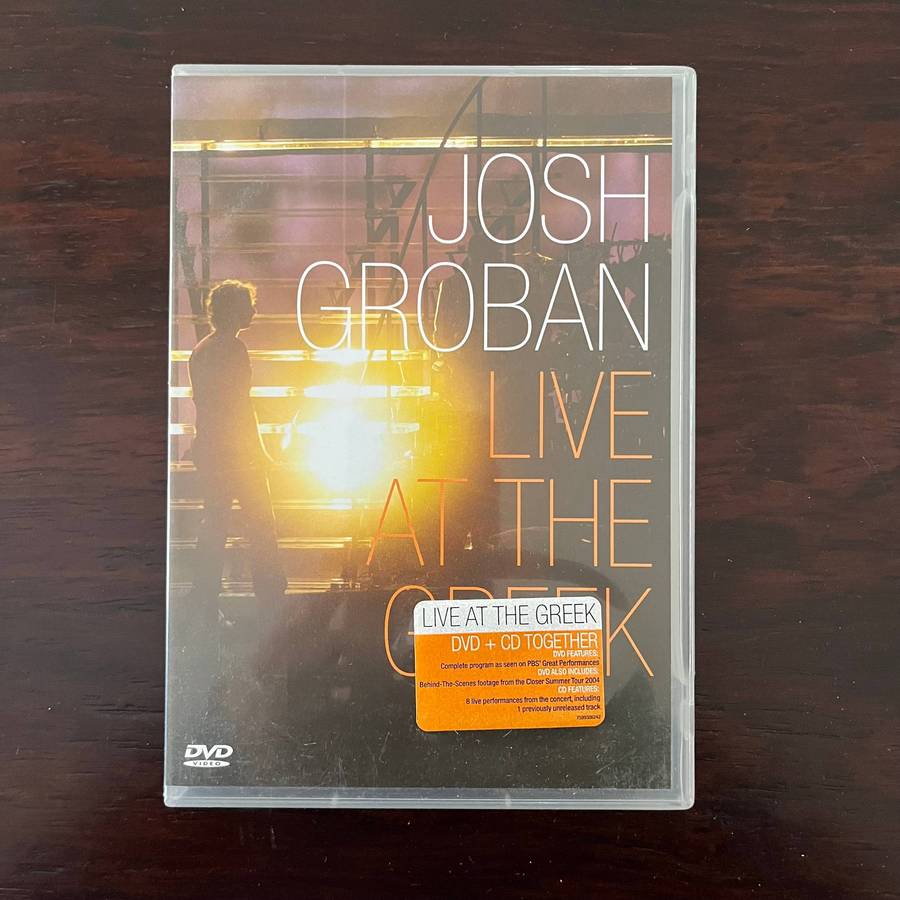 JOSH
GROBAN
LIVE
AT THE
G K
LIVE AT THE GREEK
DVD + CD TOGETHER
DVD FEATURES:
Complete program as seen on PBS' Great Performances
DVD ALSO INCLUDES:
Behind-The-Scenes footage from the Closer Summer Tour 2004
CD FEATURES:
8 live performances from the concert, including
1 previously unreleased track
DVD
VIDEO